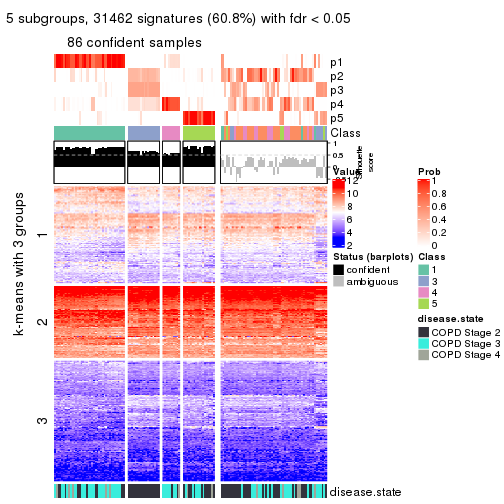 5 subgroups, 31462 signatures (60.8%) with fdr < 0.05
86 confident samples
p1
p2
p3
p4
p5
Class
1
0.5
0
Silhouette
score
k-means with 3 groups
1
2
3
Value
12
10
8
6
4
2
Prob
1
0.8
0.6
0.4
0.2
0
Status (barplots)
confident
ambiguous
Class
1
3
4
5
disease.state
COPD Stage 2
COPD Stage 3
COPD Stage 4
disease.state